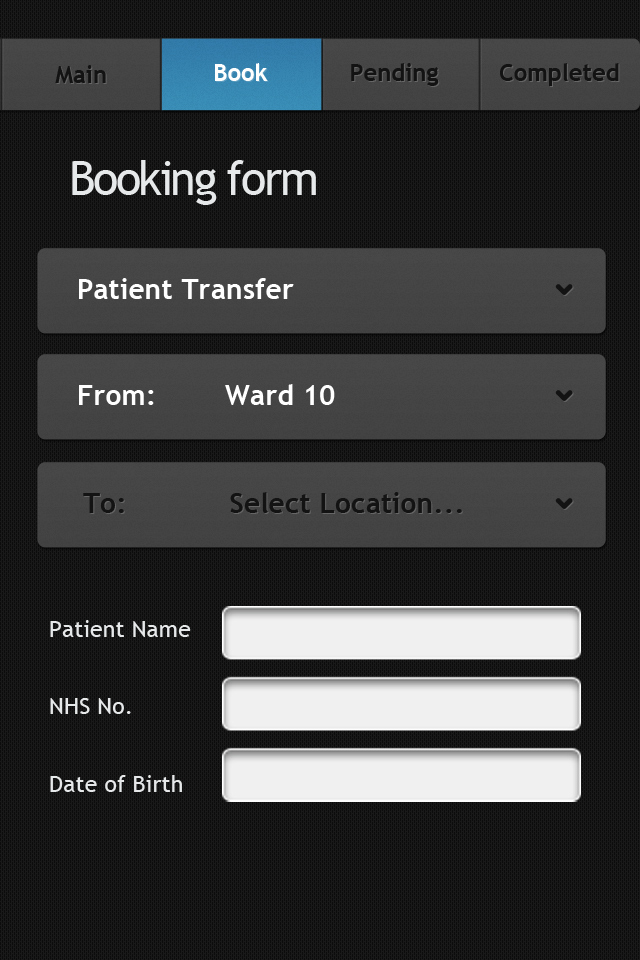 Main Book Pending Completed
Booking form
Patient Transfer
From: Ward 10
To: Select Location...
Patient Name
NHS No.
Date of Birth